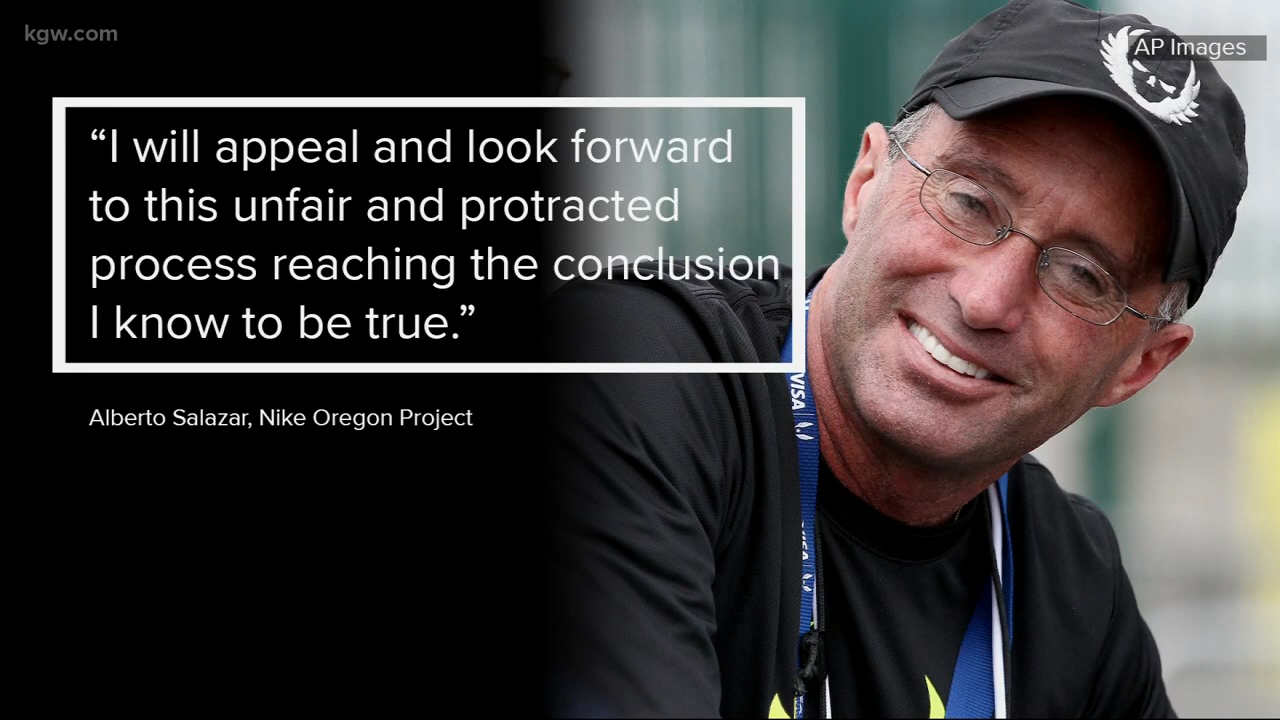 kgw.com
AP Images
“I will appeal and look forward
to this unfair and protracted
process reaching the conclusion
I know to be true.”
Alberto Salazar, Nike Oregon Project
VISA
VISA